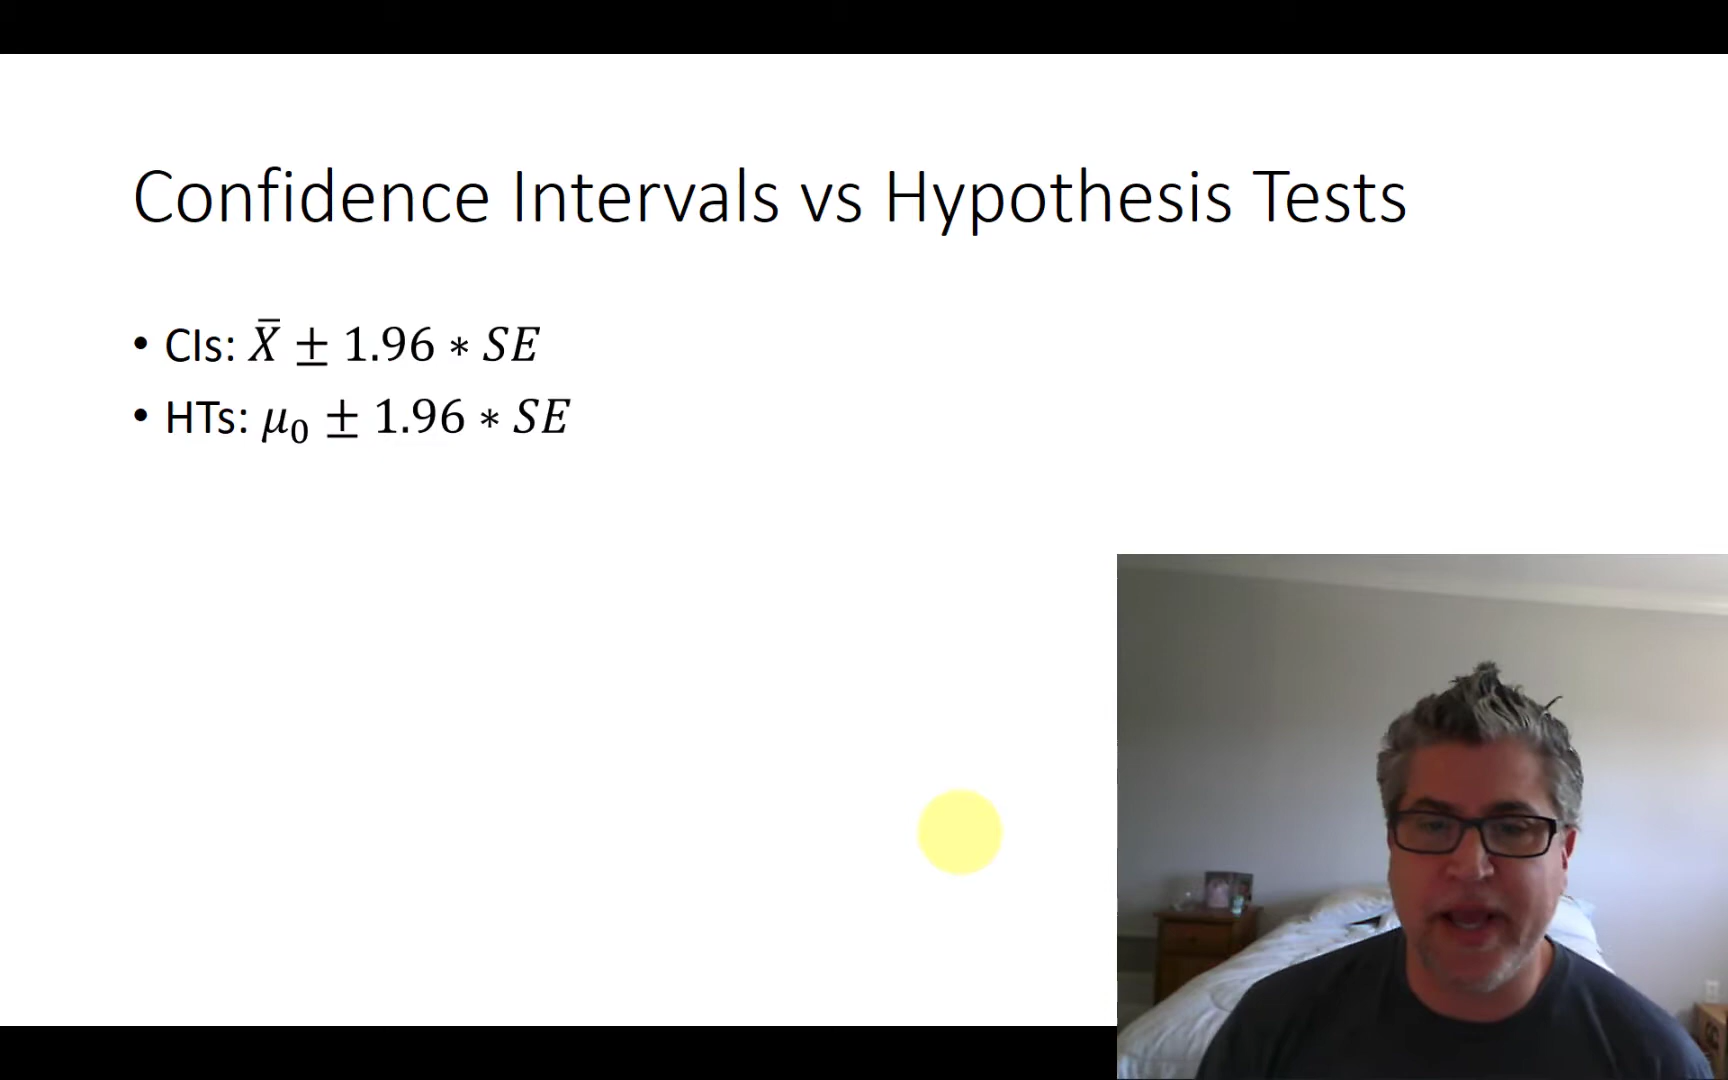 Confidence Intervals vs Hypothesis Tests
• CIs: X̄ ± 1.96 ∗ SE
• HTs: μ₀ ± 1.96 ∗ SE